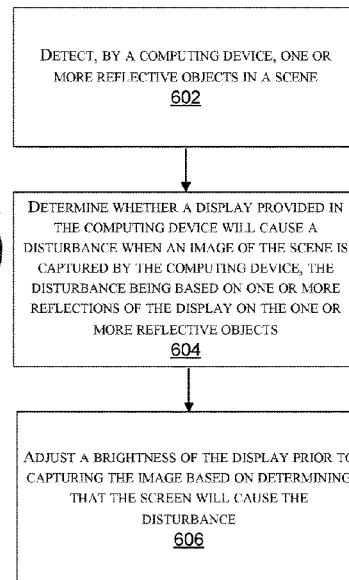 DETECT, BY A COMPUTING DEVICE, ONE OR
MORE REFLECTIVE OBJECTS IN A SCENE
602
DETERMINE WHETHER A DISPLAY PROVIDED IN
THE COMPUTING DEVICE WILL CAUSE A
DISTURBANCE WHEN AN IMAGE OF THE SCENE IS
CAPTURED BY THE COMPUTING DEVICE, THE
DISTURBANCE BEING BASED ON ONE OR MORE
REFLECTIONS OF THE DISPLAY ON THE ONE OR
MORE REFLECTIVE OBJECTS
604
ADJUST A BRIGHTNESS OF THE DISPLAY PRIOR TO
CAPTURING THE IMAGE BASED ON DETERMINING
THAT THE SCREEN WILL CAUSE THE
DISTURBANCE
606